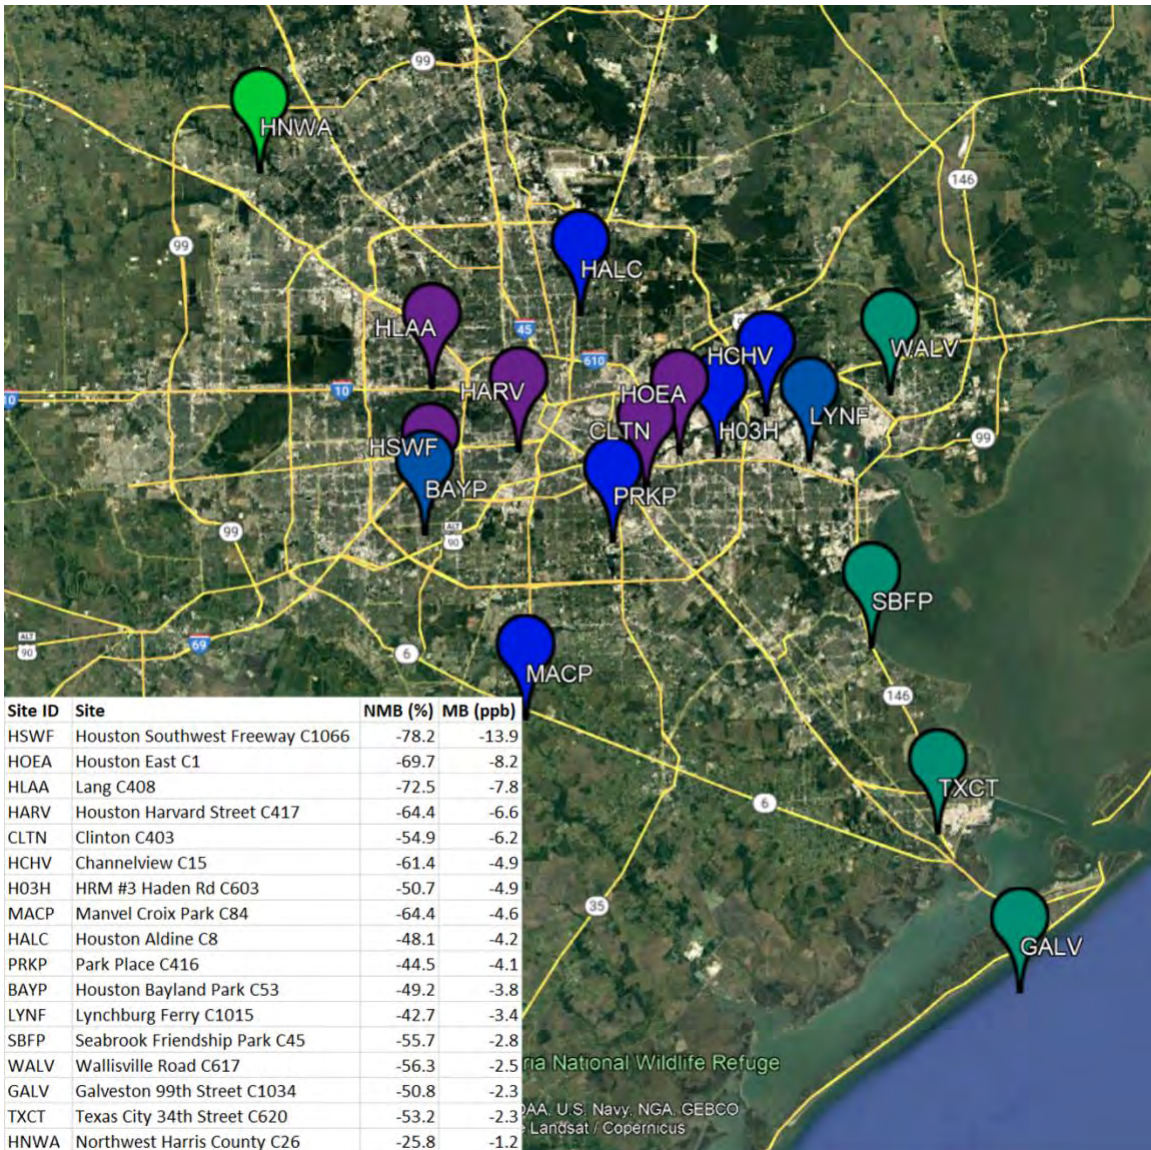 99
HNWA
146
99
HALC
HLAA
45
HCHV
WALV
610
10
10
HARV
HOEA
LYNF
CLTN
H03H
99
HSWF
BAYP
PRKP
99
ALT
90
SBFP
ALT
90
69
6
MACP
146
TXCT
6
35
GALV
Site ID Site NMB (%) MB (ppb)
HSWF Houston Southwest Freeway C1066 -78.2 -13.9
HOEA Houston East C1 -69.7 -8.2
HLAA Lang C408 -72.5 -7.8
HARV Houston Harvard Street C417 -64.4 -6.6
CLTN Clinton C403 -54.9 -6.2
HCHV Channelview C15 -61.4 -4.9
H03H HRM #3 Haden Rd C603 -50.7 -4.9
MACP Manvel Croix Park C84 -64.4 -4.6
HALC Houston Aldine C8 -48.1 -4.2
PRKP Park Place C416 -44.5 -4.1
BAYP Houston Bayland Park C53 -49.2 -3.8
LYNF Lynchburg Ferry C1015 -42.7 -3.4
SBFP Seabrook Friendship Park C45 -55.7 -2.8
WALV Wallisville Road C617 -56.3 -2.5
GALV Galveston 99th Street C1034 -50.8 -2.3
TXCT Texas City 34th Street C620 -53.2 -2.3
HNWA Northwest Harris County C26 -25.8 -1.2
ria National Wildlife Refuge
OAA, U.S. Navy, NGA, GEBCO
Landsat / Copernicus